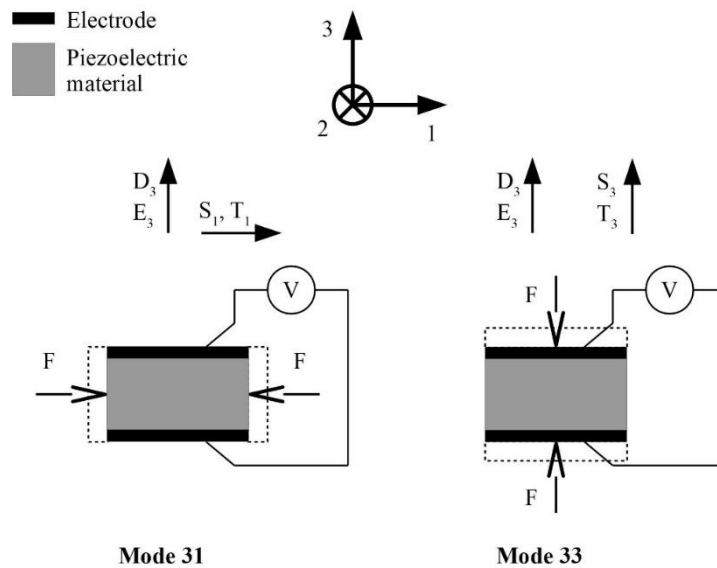 Electrode
Piezoelectric
material
3
2
1
D₃
E₃
S₁, T₁
D₃
E₃
S₃
T₃
V
F
F
V
F
F
Mode 31
Mode 33